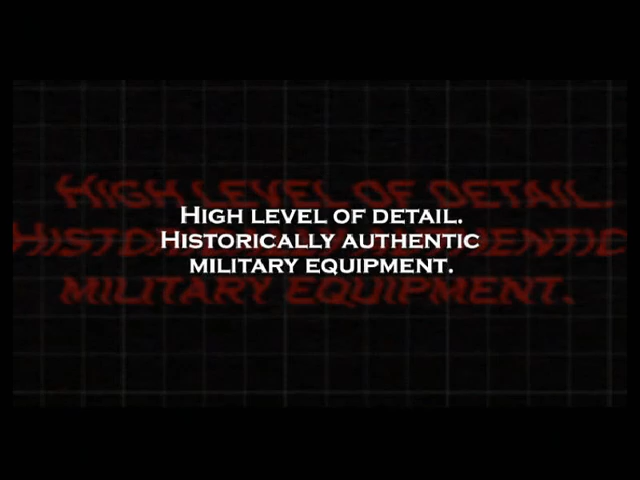 High level of detail.
Historically authentic
military equipment.